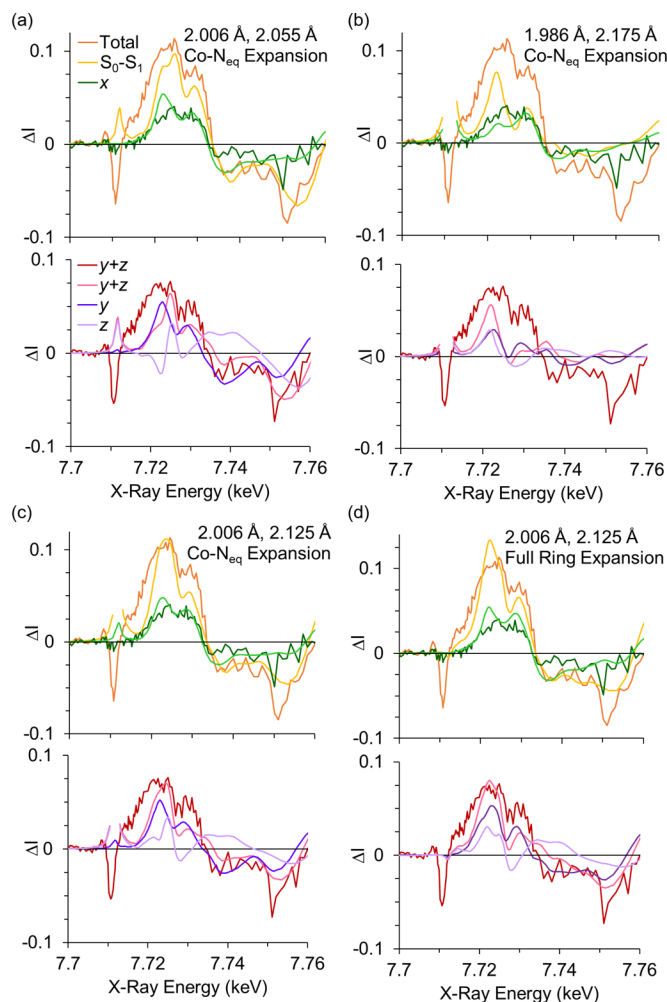 (a)
2.006 Å, 2.055 Å
Co-Neq Expansion
Total
S0-S1
x
0.1
0
-0.1
ΔI
y+z
y+z
y
z
0.1
0
-0.1
ΔI
7.7 7.72 7.74 7.76
X-Ray Energy (keV)
(b)
1.986 Å, 2.175 Å
Co-Neq Expansion
0.1
0
-0.1
ΔI
0.1
0
-0.1
ΔI
7.7 7.72 7.74 7.76
X-Ray Energy (keV)
(c)
2.006 Å, 2.125 Å
Co-Neq Expansion
0.1
0
-0.1
ΔI
0.1
0
-0.1
ΔI
7.7 7.72 7.74 7.76
X-Ray Energy (keV)
(d)
2.006 Å, 2.125 Å
Full Ring Expansion
0.1
0
-0.1
ΔI
0.1
0
-0.1
ΔI
7.7 7.72 7.74 7.76
X-Ray Energy (keV)